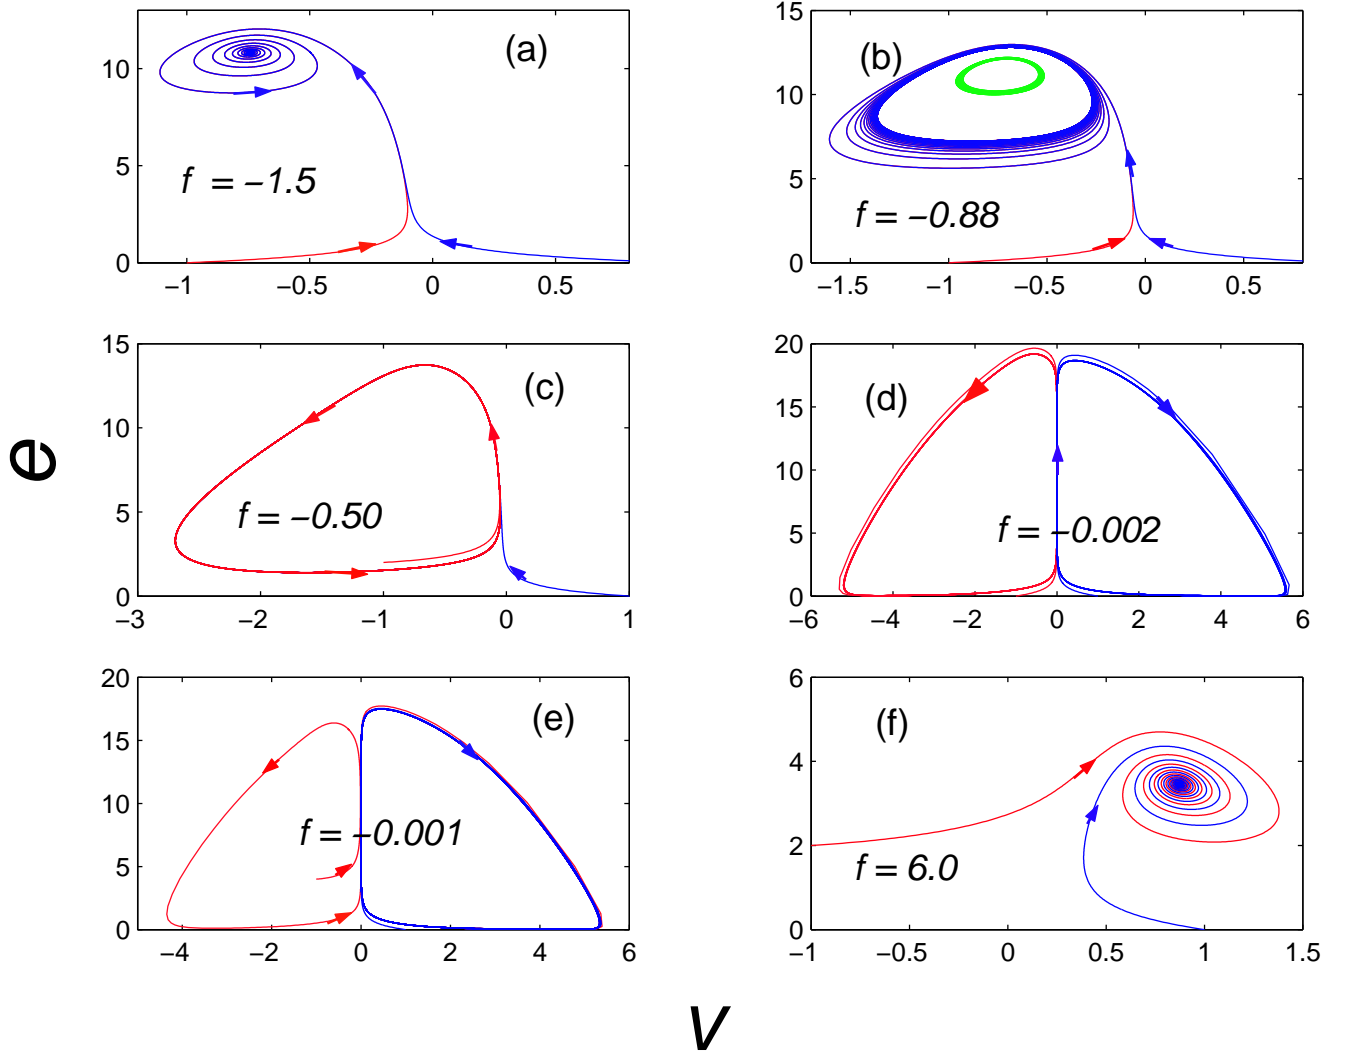 (a)
10
5
0
f = −1.5
−1 −0.5 0 0.5
(b)
15
10
5
0
f = −0.88
−1.5 −1 −0.5 0 0.5
(c)
15
10
5
0
f = −0.50
−3 −2 −1 0 1
(d)
20
15
10
5
0
f = −0.002
−6 −4 −2 0 2 4 6
e
(e)
20
15
10
5
0
f = −0.001
−4 −2 0 2 4 6
(f)
6
4
2
0
f = 6.0
−1 −0.5 0 0.5 1 1.5
v